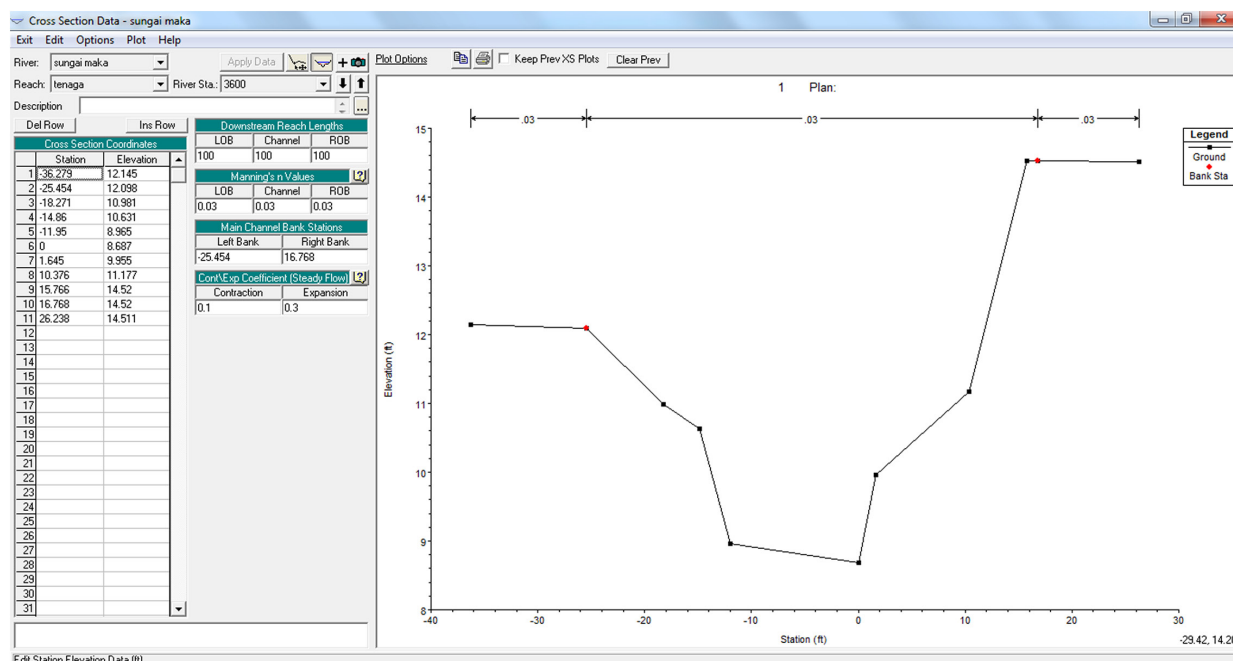 Cross Section Data - sungai maka
Exit Edit Options Plot Help
River: sungai maka Apply Data + Plot Options Keep Prev XS Plots Clear Prev
Reach: tenaga River Sta.: 3600
Description ...
Del Row Ins Row
Cross Section Coordinates
Station Elevation
1 -36.279 12.145
2 -25.454 12.098
3 -18.271 10.981
4 -14.86 10.631
5 -11.95 8.965
6 0 8.687
7 1.645 9.955
8 10.376 11.177
9 15.766 14.52
10 16.768 14.52
11 26.238 14.511
12
13
14
15
16
17
18
19
20
21
22
23
24
25
26
27
28
29
30
31
Downstream Reach Lengths
LOB Channel ROB
100 100 100
Manning's n Values ?
LOB Channel ROB
0.03 0.03 0.03
Main Channel Bank Stations
Left Bank Right Bank
-25.454 16.768
Cont\Exp Coefficient (Steady Flow) ?
Contraction Expansion
0.1 0.3
1 Plan:
.03 .03 .03
15
14
13
12
11
10
9
8
Elevation (ft)
-40 -30 -20 -10 0 10 20 30
Station (ft)
Legend
Ground
Bank Sta
-29.42, 14.20
Edit Station Elevation Data (ft)